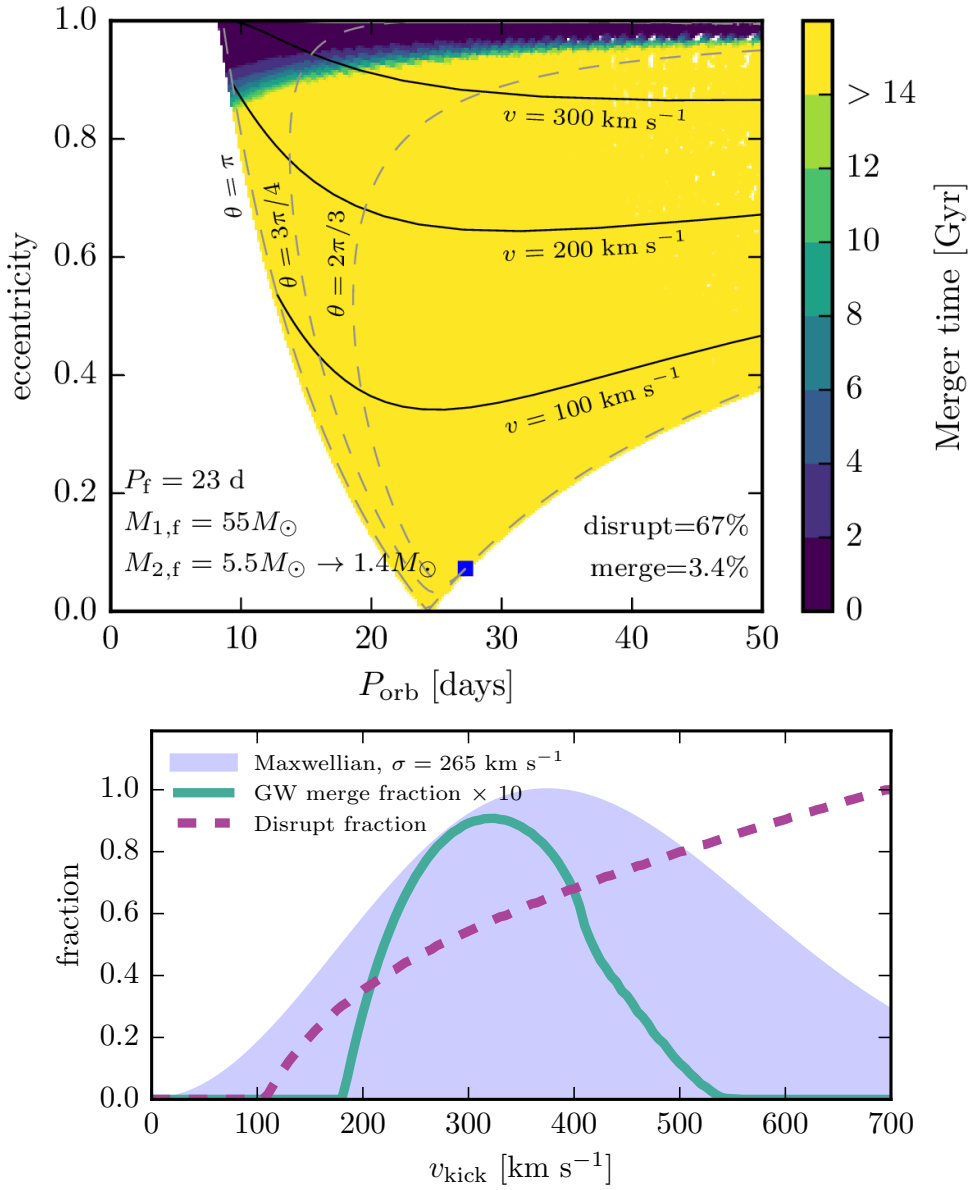 1.0
0.8
0.6
0.4
0.2
0.0
eccentricity
v = 300 km s⁻¹
v = 200 km s⁻¹
v = 100 km s⁻¹
θ = π
θ = 3π/4
θ = 2π/3
P_f = 23 d
M_{1,f} = 55M_⊙
M_{2,f} = 5.5M_⊙ → 1.4M_⊙
disrupt=67%
merge=3.4%
0 10 20 30 40 50
P_orb [days]
> 14
12
10
8
6
4
2
0
Merger time [Gyr]
Maxwellian, σ = 265 km s⁻¹
GW merge fraction × 10
Disrupt fraction
1.0
0.8
0.6
0.4
0.2
0.0
fraction
0 100 200 300 400 500 600 700
v_kick [km s⁻¹]